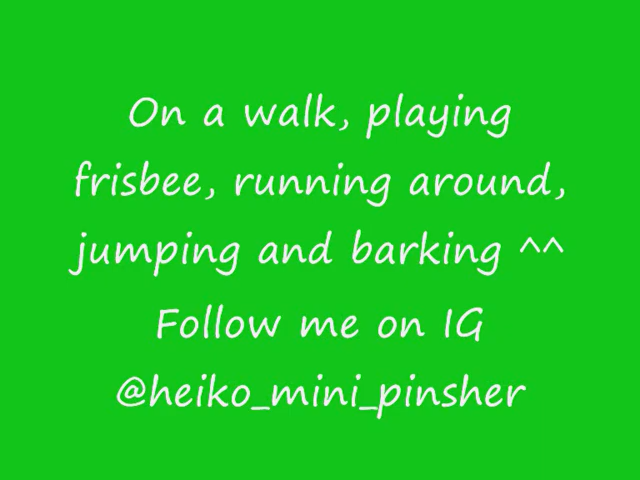 On a walk, playing
frisbee, running around,
jumping and barking ^^
Follow me on IG
@heiko_mini_pinsher